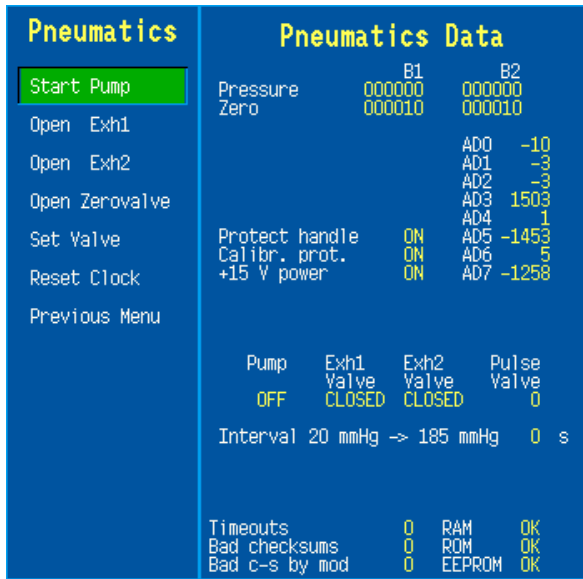 Pneumatics
Start Pump
Open Exh1
Open Exh2
Open Zerovalve
Set Valve
Reset Clock
Previous Menu
Pneumatics Data
B1 B2
Pressure 000000 000000
Zero 000010 000010
AD0 -10
AD1 -3
AD2 -3
AD3 1503
AD4 1
Protect handle ON AD5 -1453
Calibr. prot. ON AD6 5
+15 V power ON AD7 -1258
Pump Exh1 Exh2 Pulse
Valve Valve Valve
OFF CLOSED CLOSED 0
Interval 20 mmHg -> 185 mmHg 0 s
Timeouts 0 RAM OK
Bad checksums 0 ROM OK
Bad c-s by mod 0 EEPROM OK